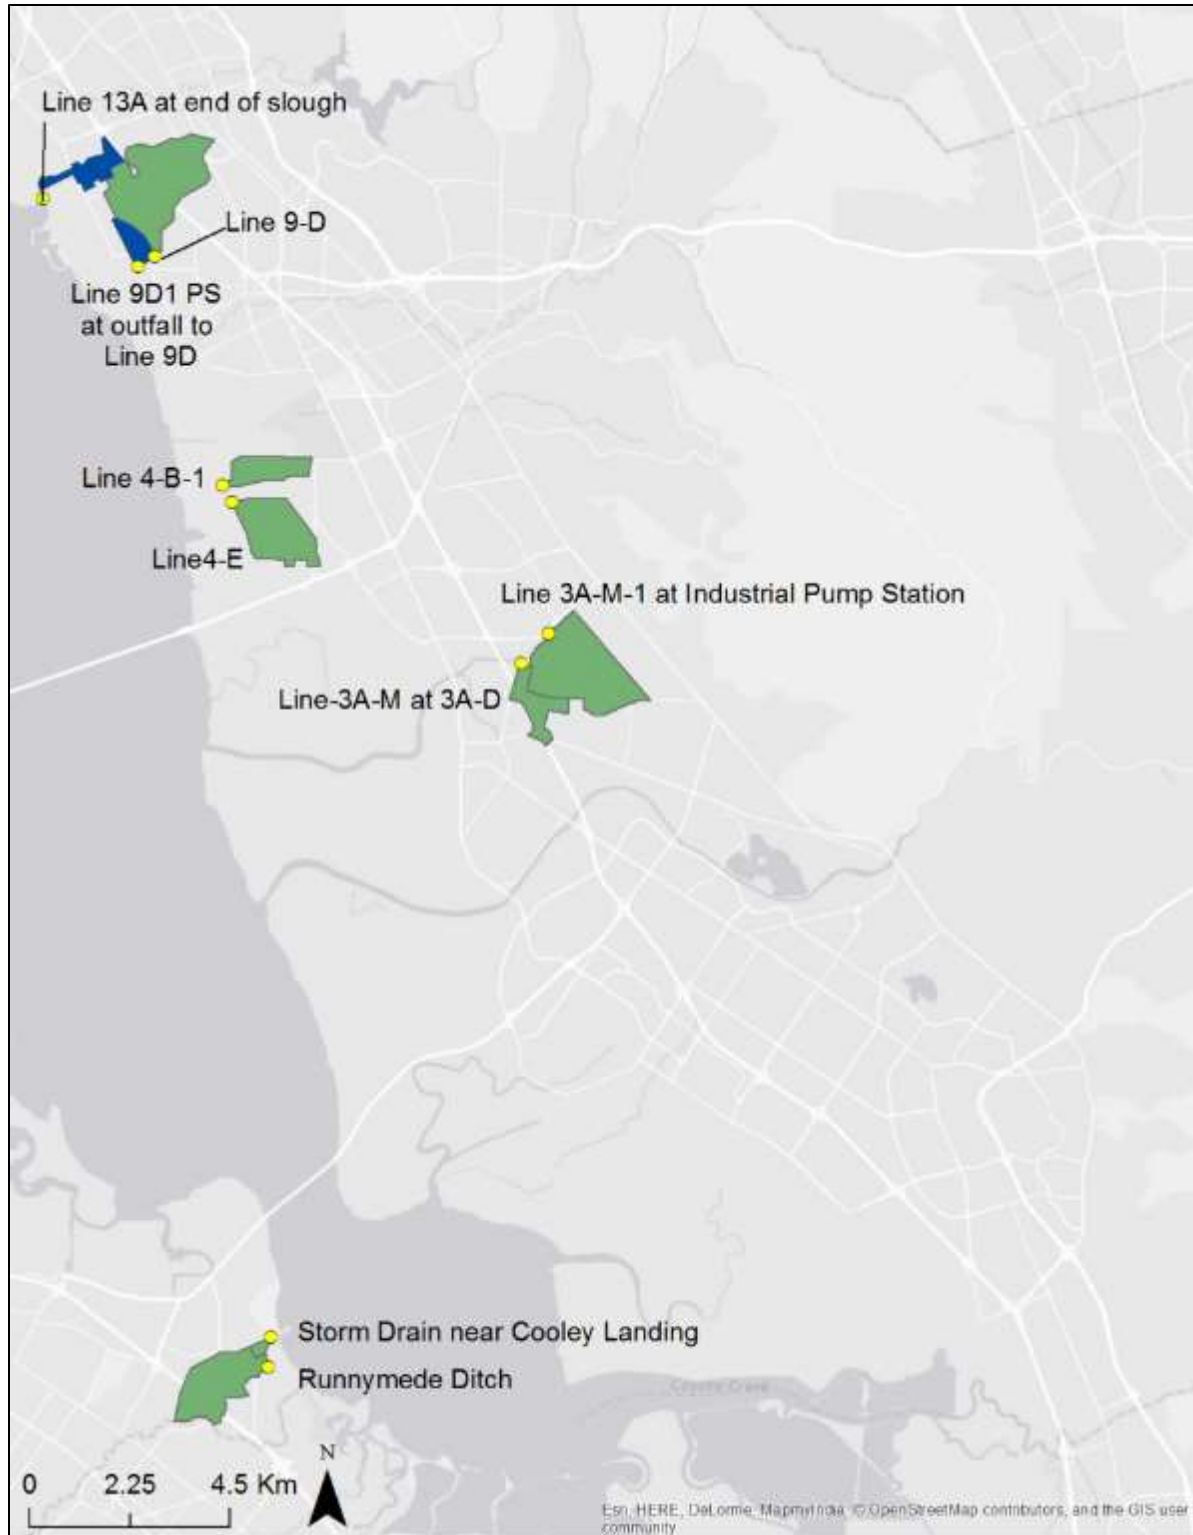 Line 13A at end of slough
Line 9-D
Line 9D1 PS
at outfall to
Line 9D
Line 4-B-1
Line4-E
Line 3A-M-1 at Industrial Pump Station
Line-3A-M at 3A-D
Storm Drain near Cooley Landing
Runnymede Ditch
Coyote Creek
N
0 2.25 4.5 Km
Esri, HERE, DeLorme, MapmyIndia, © OpenStreetMap contributors, and the GIS user
community